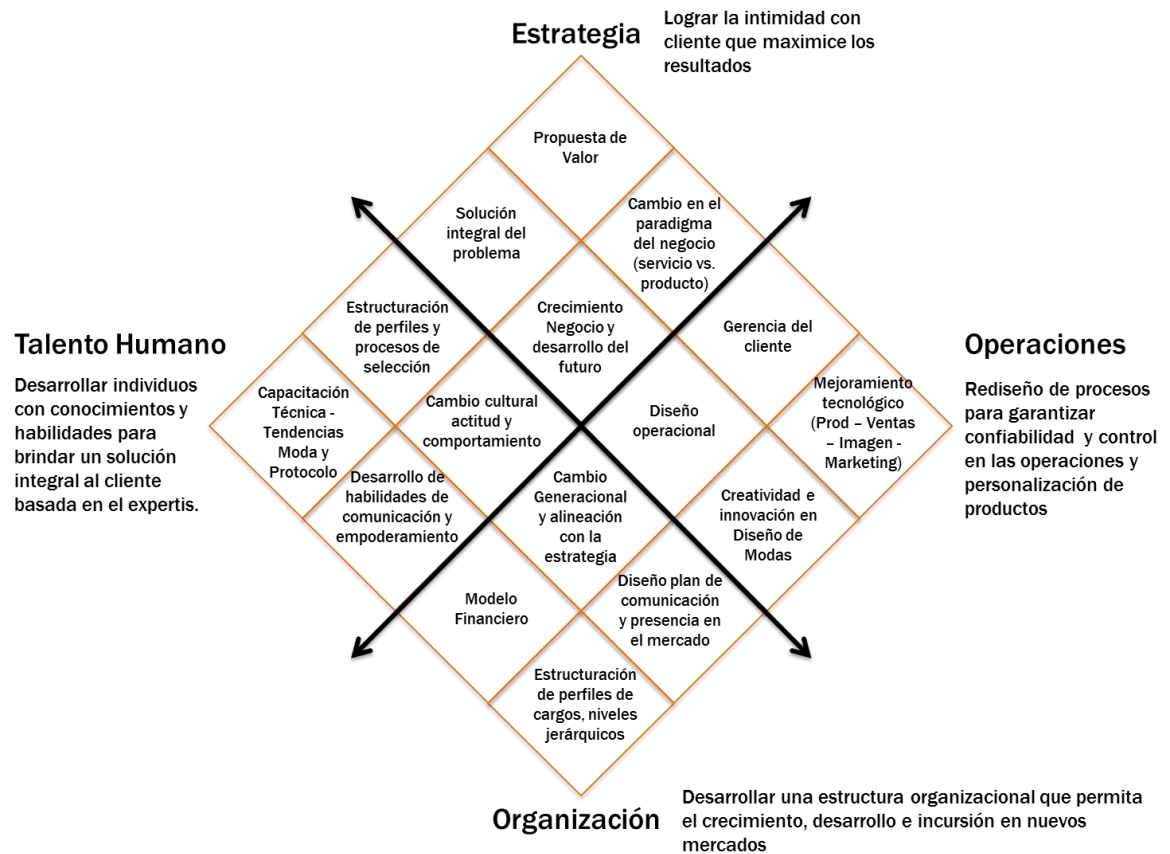 Estrategia
Lograr la intimidad con
cliente que maximice los
resultados
Propuesta de
Valor
Solución
integral del
problema
Cambio en el
paradigma
del negocio
(servicio vs.
producto)
Estructuración
de perfiles y
procesos de
selección
Crecimiento
Negocio y
desarrollo del
futuro
Gerencia del
cliente
Talento Humano
Desarrollar individuos
con conocimientos y
habilidades para
brindar un solución
integral al cliente
basada en el expertis.
Capacitación
Técnica -
Tendencias
Moda y
Protocolo
Cambio cultural
actitud y
comportamiento
Diseño
operacional
Mejoramiento
tecnológico
(Prod – Ventas
– Imagen -
Marketing)
Operaciones
Rediseño de procesos
para garantizar
confiabilidad y control
en las operaciones y
personalización de
productos
Desarrollo de
habilidades de
comunicación y
empoderamiento
Cambio
Generacional
y alineación
con la
estrategia
Creatividad e
innovación en
Diseño de
Modas
Modelo
Financiero
Diseño plan de
comunicación
y presencia en
el mercado
Estructuración
de perfiles de
cargos, niveles
jerárquicos
Organización
Desarrollar una estructura organizacional que permita
el crecimiento, desarrollo e incursión en nuevos
mercados